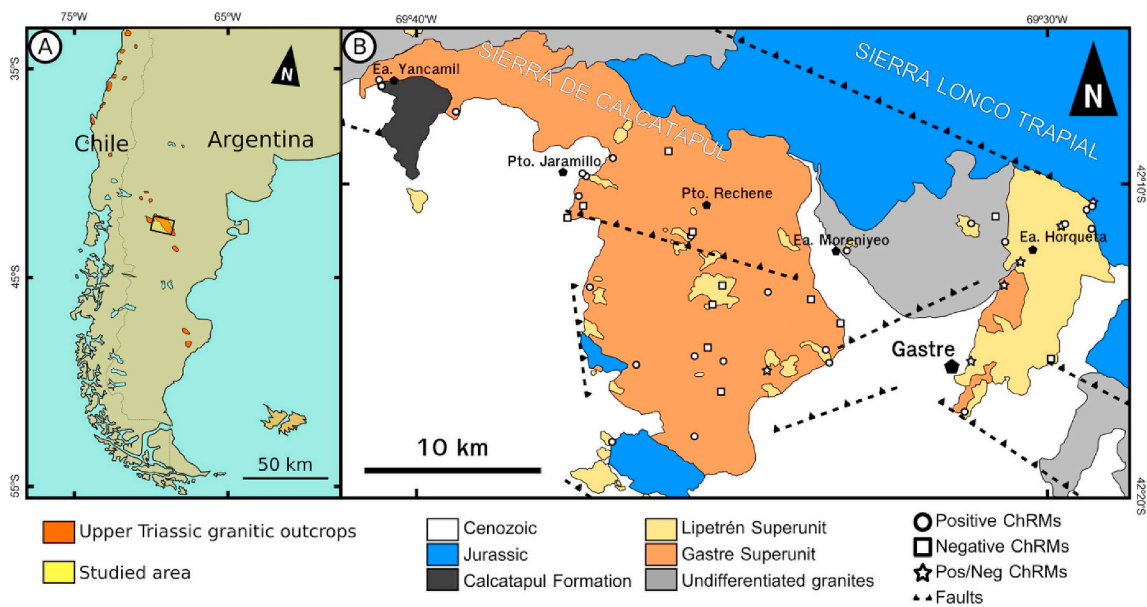 75°W
65°W
69°40'W
69°30'W
A
B
N
N
35°S
45°S
55°S
Chile
Argentina
50 km
Ea. Yancamil
SIERRA DE CALCATAPUL
SIERRA LONCO TRAPIAL
Pto. Jaramillo
Pto. Rechene
Ea. Moreniyeo
Ea. Horqueta
Gastre
10 km
42°10'S
42°20'S
Upper Triassic granitic outcrops
Studied area
Cenozoic
Jurassic
Calcatapul Formation
Lipetrén Superunit
Gastre Superunit
Undifferentiated granites
Positive ChRMs
Negative ChRMs
Pos/Neg ChRMs
Faults